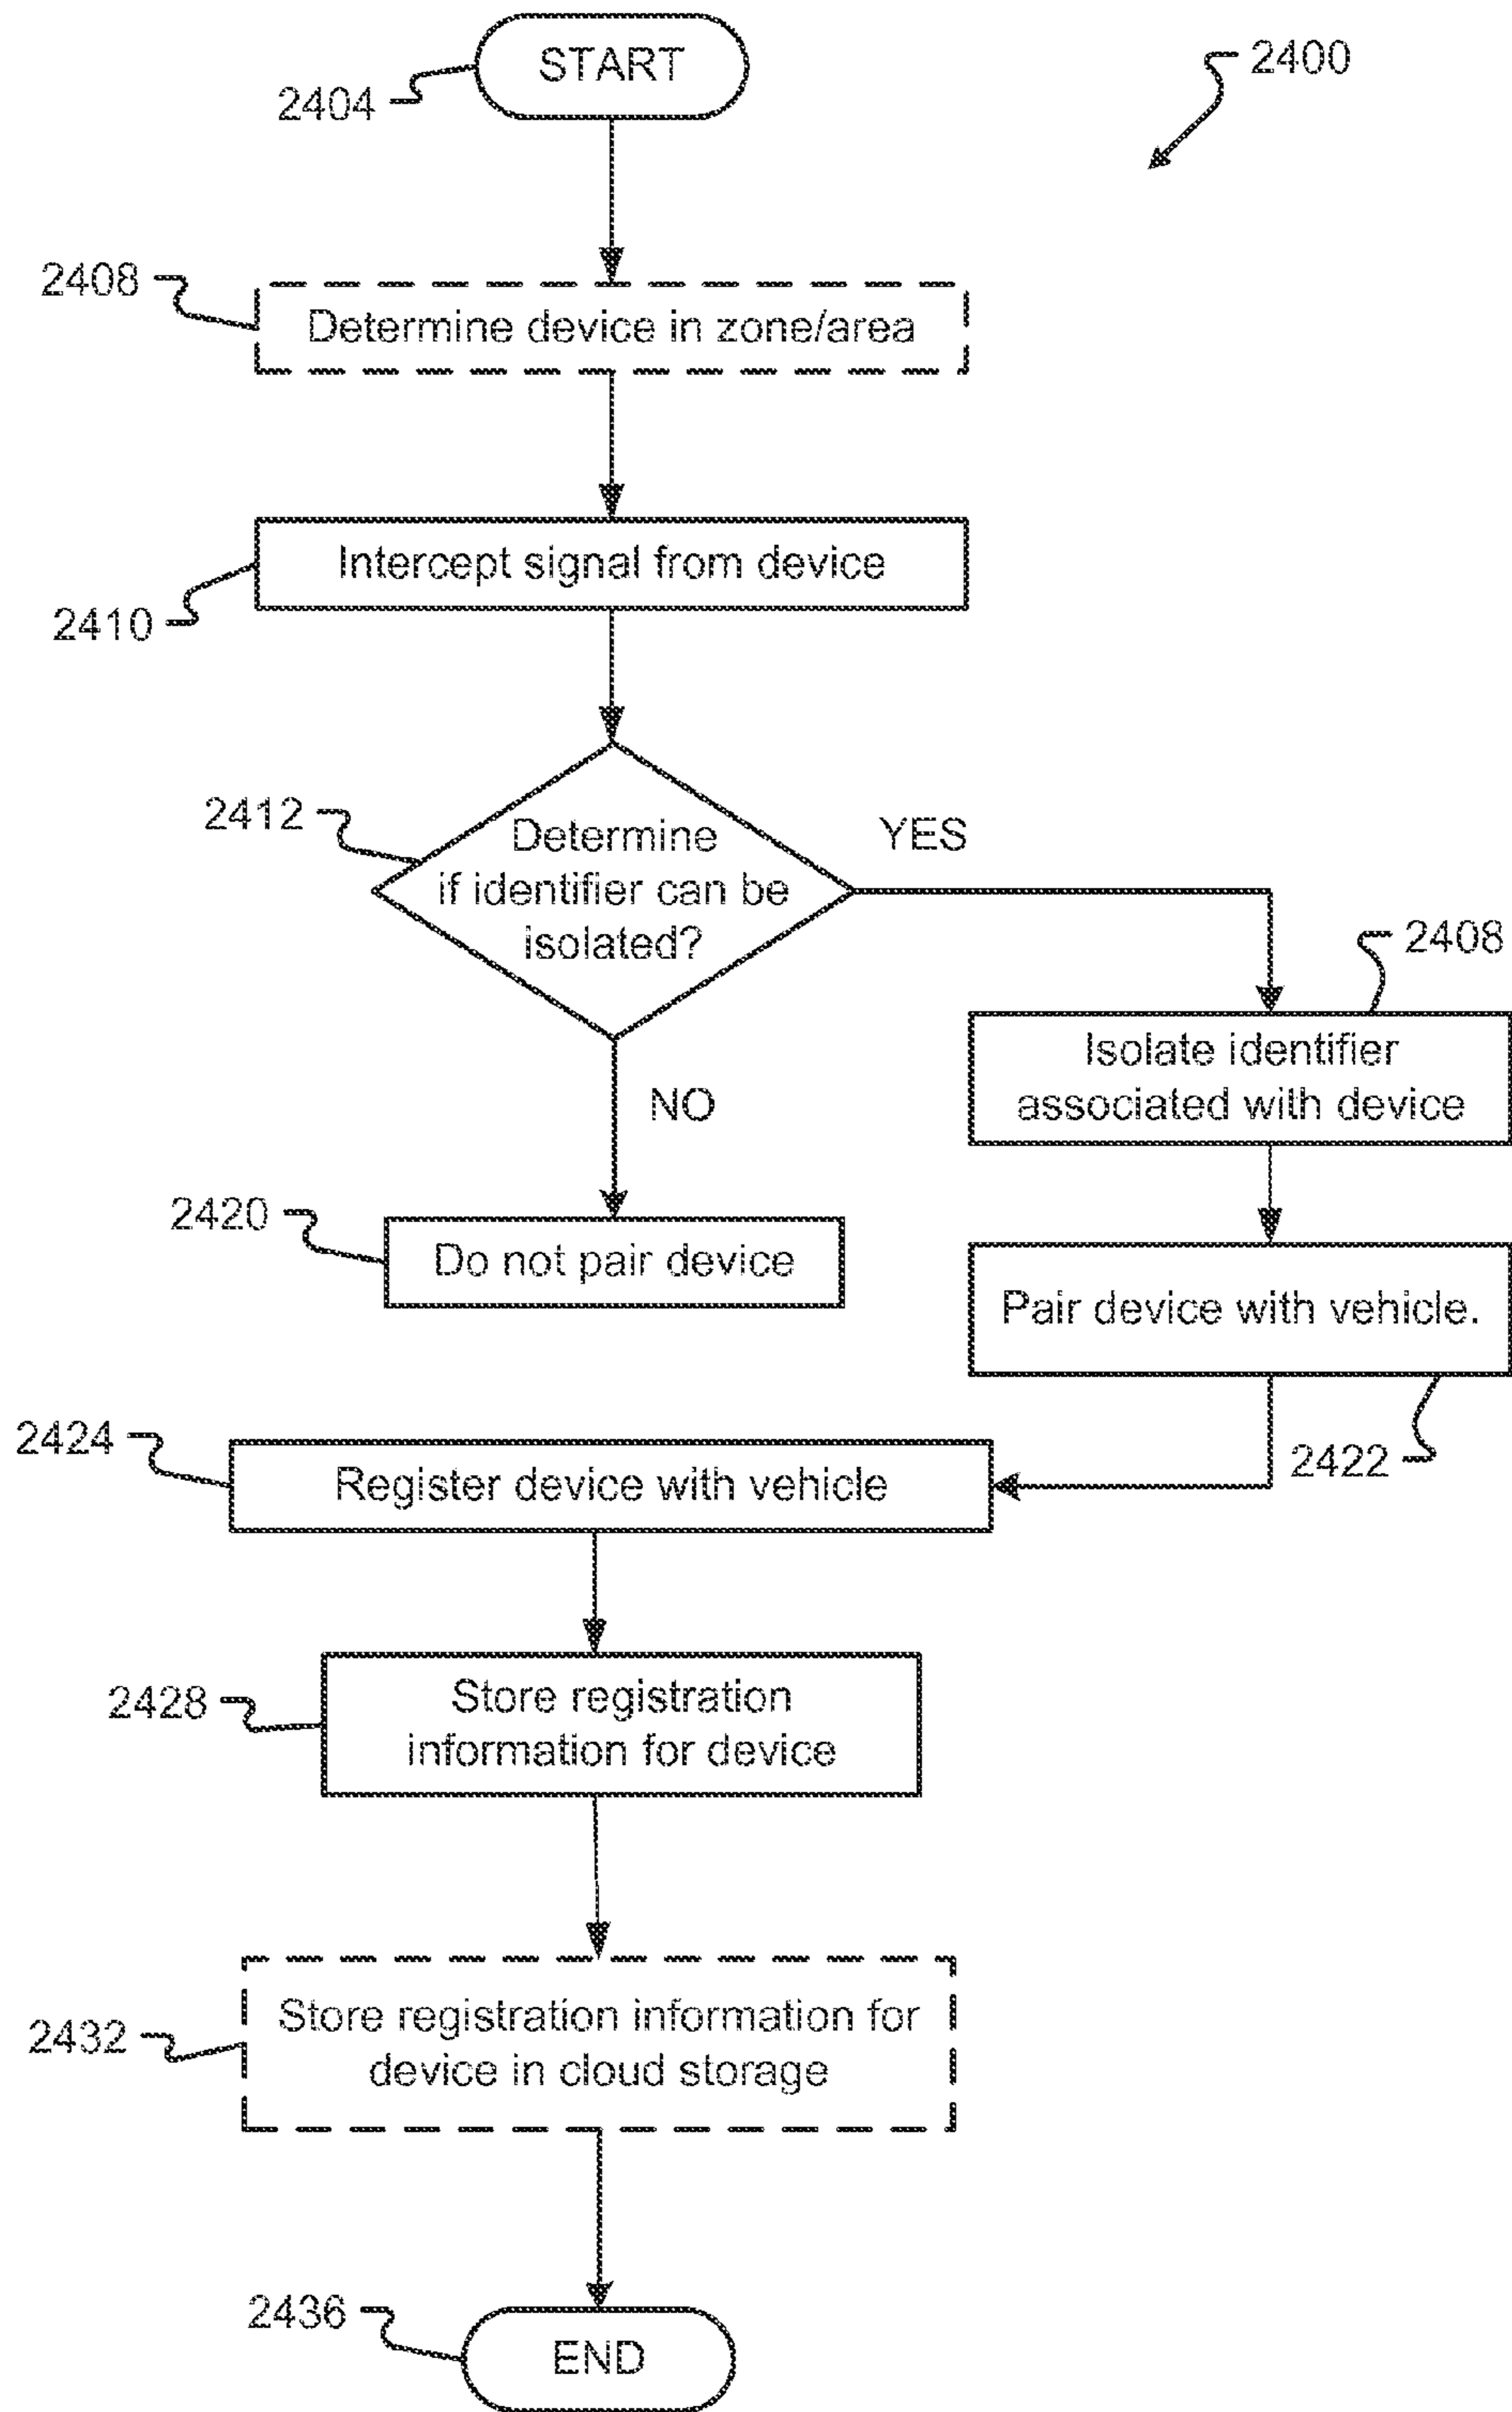 START
2400
2404
2408
Determine device in zone/area
Intercept signal from device
2410
2412
Determine
if identifier can be
isolated?
YES
2408
Isolate identifier
associated with device
NO
2420
Do not pair device
Pair device with vehicle.
2422
2424
Register device with vehicle
2428
Store registration
information for device
2432
Store registration information for
device in cloud storage
2436
END